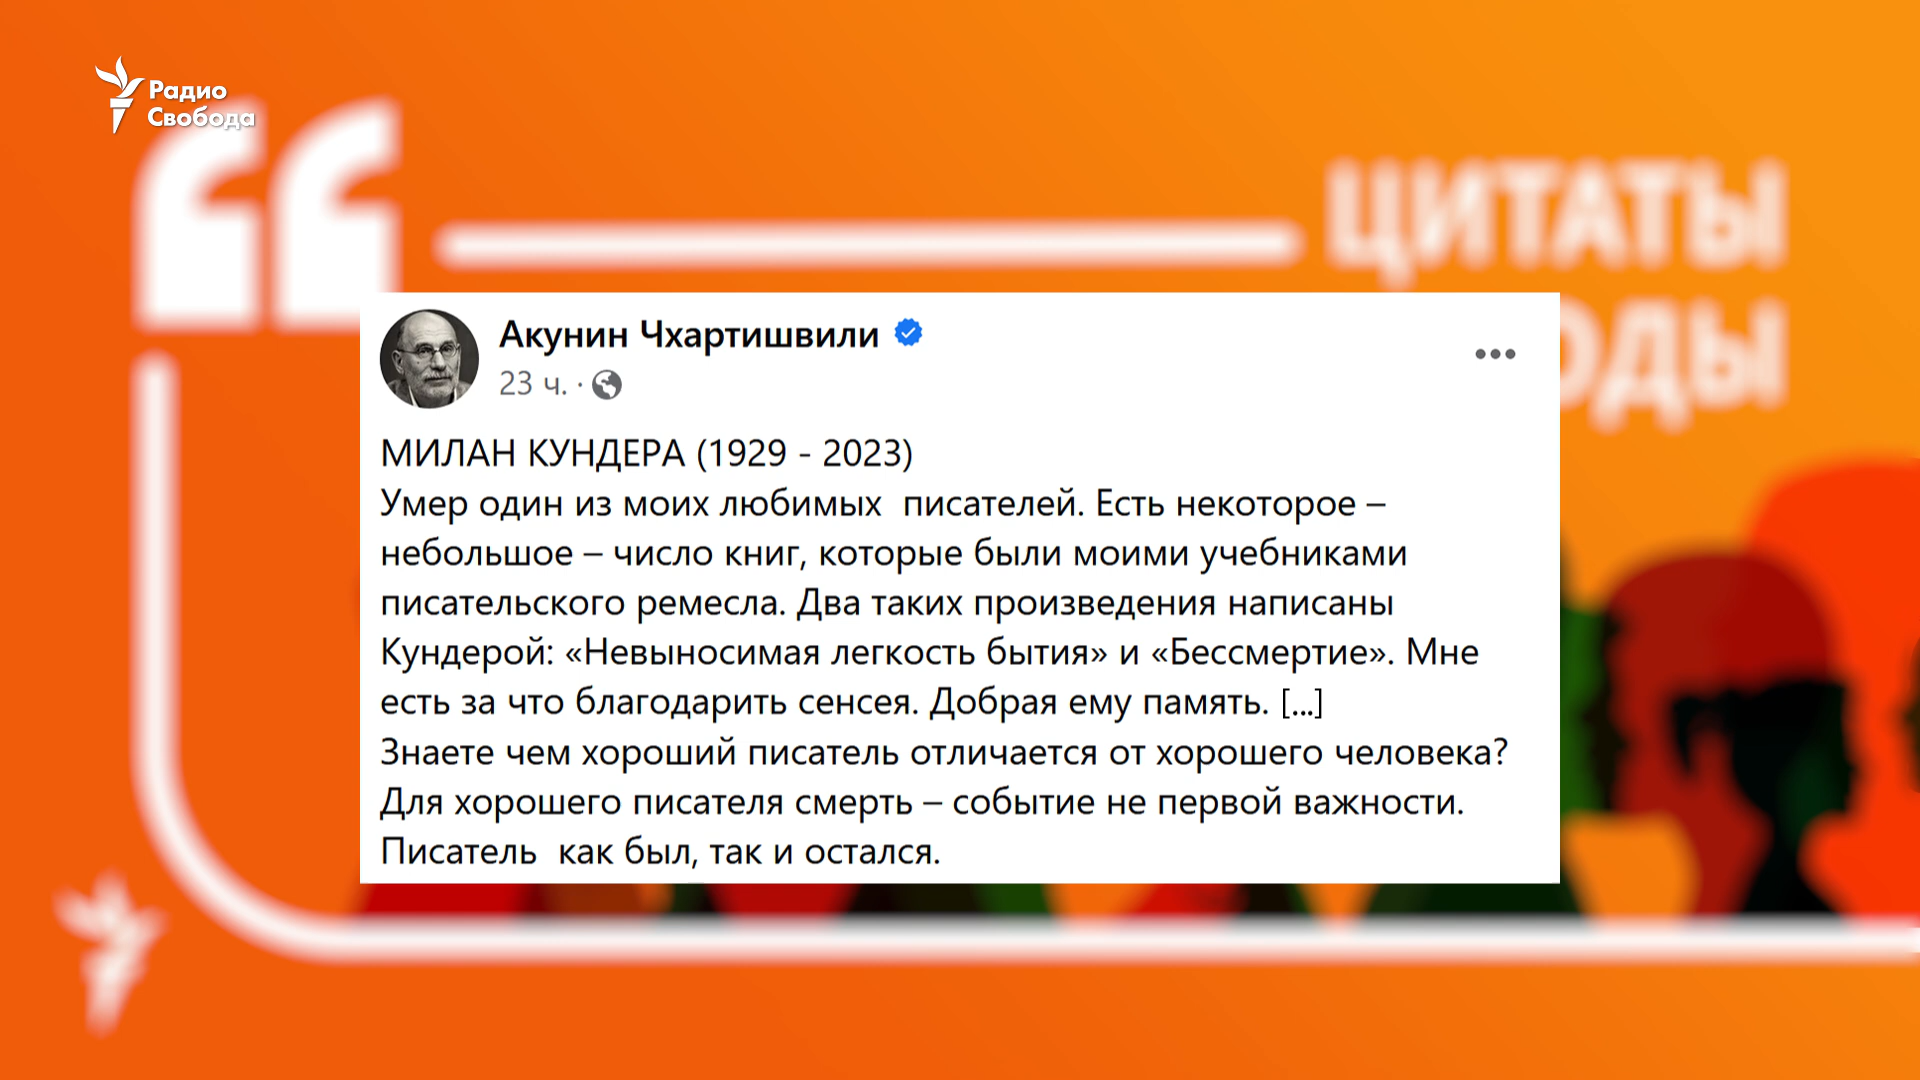 Радио
Свобода
ЦИТАТЫ
Акунин Чхартишвили
23 ч. ·
МИЛАН КУНДЕРА (1929 - 2023)
Умер один из моих любимых  писателей. Есть некоторое –
небольшое – число книг, которые были моими учебниками
писательского ремесла. Два таких произведения написаны
Кундерой: «Невыносимая легкость бытия» и «Бессмертие». Мне
есть за что благодарить сенсея. Добрая ему память. [...]
Знаете чем хороший писатель отличается от хорошего человека?
Для хорошего писателя смерть – событие не первой важности.
Писатель  как был, так и остался.